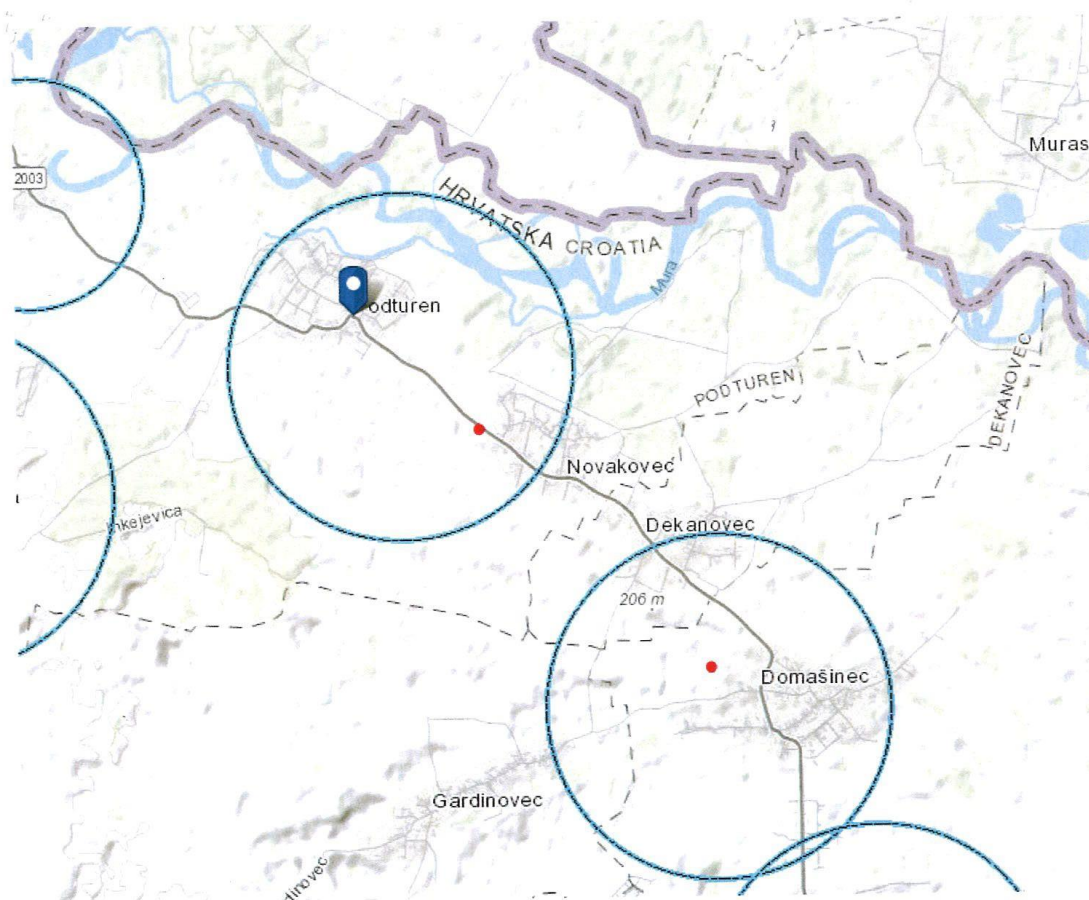 Muras
2003
HRVATSKA CROATIA
Mura
odturen
PODTUREN
DEKANOVEC
Novakovec
Dekanovec
206 m
Domašinec
Gardinovec